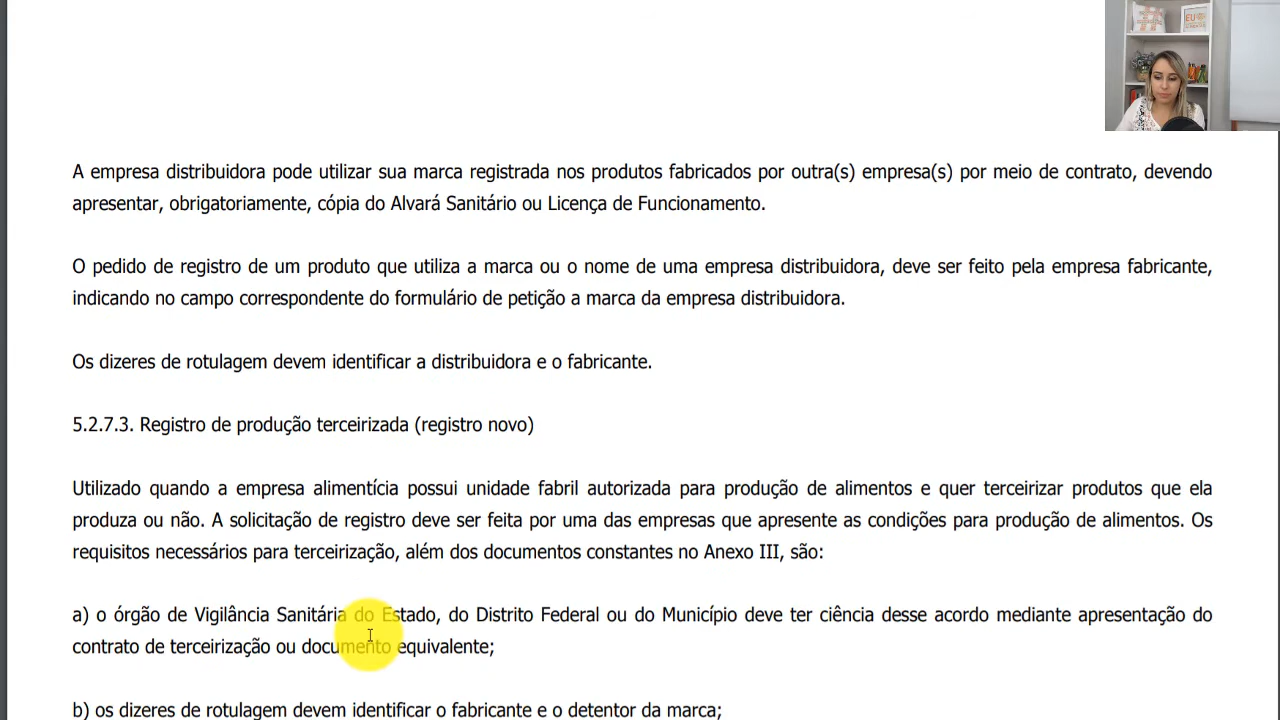 A empresa distribuidora pode utilizar sua marca registrada nos produtos fabricados por outra(s) empresa(s) por meio de contrato, devendo
apresentar, obrigatoriamente, cópia do Alvará Sanitário ou Licença de Funcionamento.
O pedido de registro de um produto que utiliza a marca ou o nome de uma empresa distribuidora, deve ser feito pela empresa fabricante,
indicando no campo correspondente do formulário de petição a marca da empresa distribuidora.
Os dizeres de rotulagem devem identificar a distribuidora e o fabricante.
5.2.7.3. Registro de produção terceirizada (registro novo)
Utilizado quando a empresa alimentícia possui unidade fabril autorizada para produção de alimentos e quer terceirizar produtos que ela
produza ou não. A solicitação de registro deve ser feita por uma das empresas que apresente as condições para produção de alimentos. Os
requisitos necessários para terceirização, além dos documentos constantes no Anexo III, são:
a) o órgão de Vigilância Sanitária do Estado, do Distrito Federal ou do Município deve ter ciência desse acordo mediante apresentação do
contrato de terceirização ou documento equivalente;
b) os dizeres de rotulagem devem identificar o fabricante e o detentor da marca;
EU